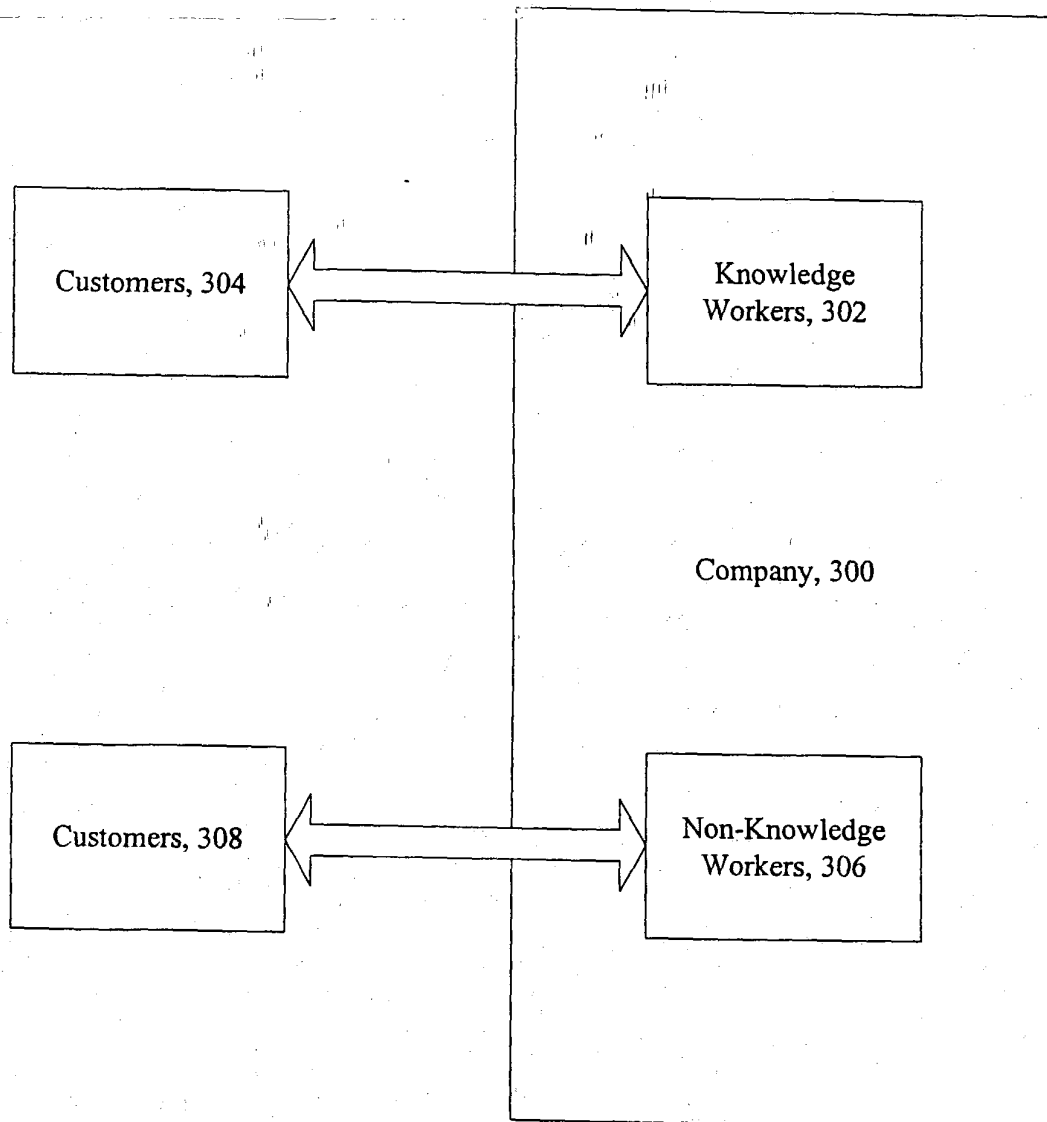 Customers, 304
Knowledge
Workers, 302
Company, 300
Customers, 308
Non-Knowledge
Workers, 306